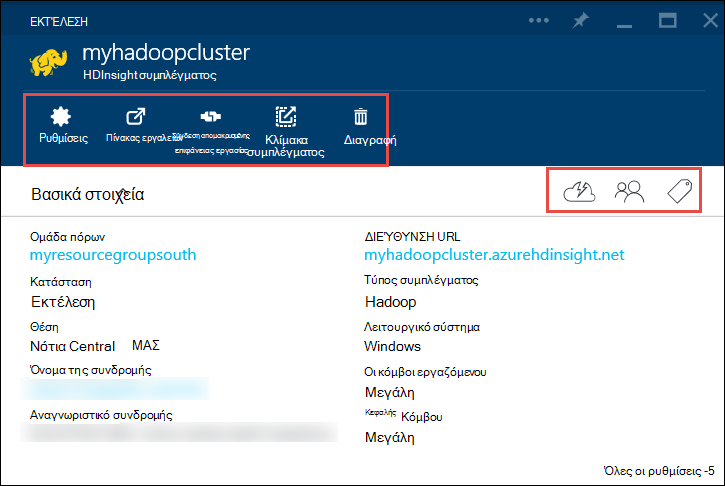 ΕΚΤΈΛΕΣΗ
myhadoopcluster
HDInsight συμπλέγματος
Ρυθμίσεις
Πίνακας εργαλείων
Σύνδεση απομακρυσμένης
επιφάνειας εργασίας
Κλίμακα
συμπλέγματος
Διαγραφή
Βασικά στοιχεία
Ομάδα πόρων
myresourcegroupsouth
Κατάσταση
Εκτέλεση
Θέση
Νότια Central ΜΑΣ
Όνομα της συνδρομής
Αναγνωριστικό συνδρομής
ΔΙΕΎΘΥΝΣΗ URL
myhadoopcluster.azurehdinsight.net
Τύπος συμπλέγματος
Hadoop
Λειτουργικό σύστημα
Windows
Οι κόμβοι εργαζόμενου
Μεγάλη
Κεφαλής Κόμβου
Μεγάλη
Όλες οι ρυθμίσεις -5